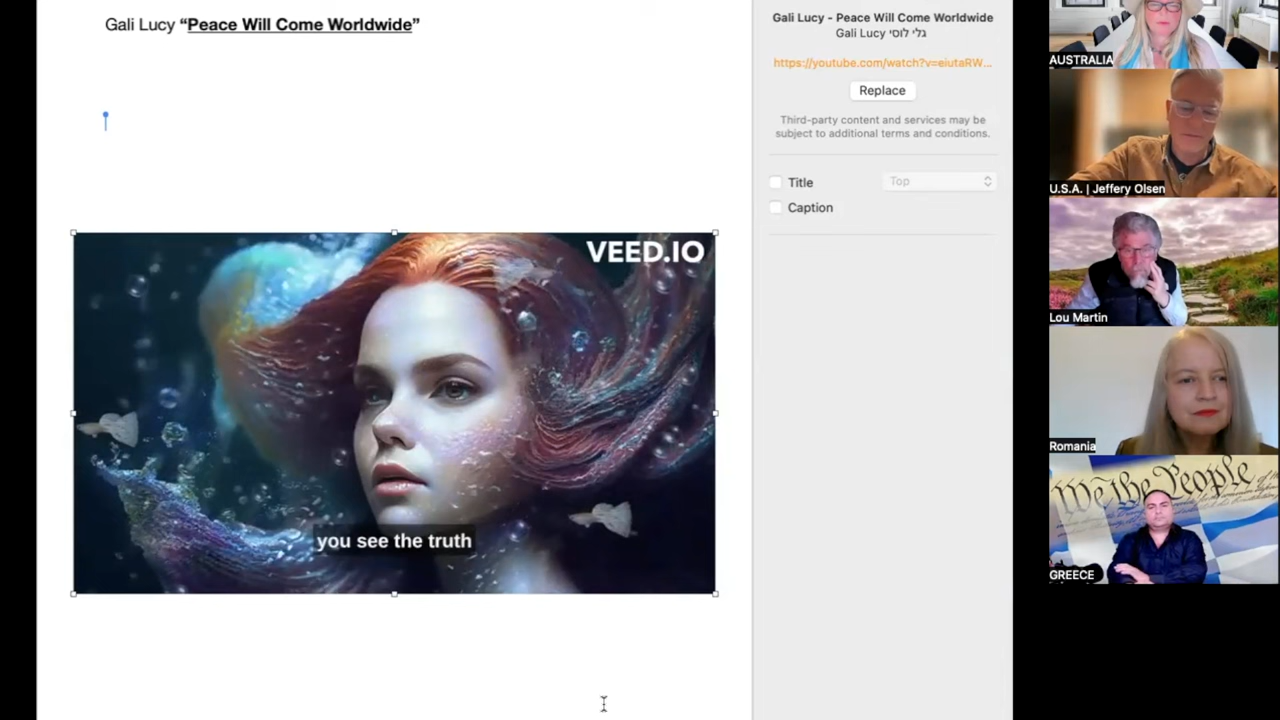 Gali Lucy “Peace Will Come Worldwide”
VEED.IO
you see the truth
Gali Lucy - Peace Will Come Worldwide
Gali Lucy גלי לוסי
https://youtube.com/watch?v=eiutaRW...
Replace
Third-party content and services may be
subject to additional terms and conditions.
Title
Top
Caption
AUSTRALIA
U.S.A. | Jeffery Olsen
Lou Martin
Romania
We the People
GREECE